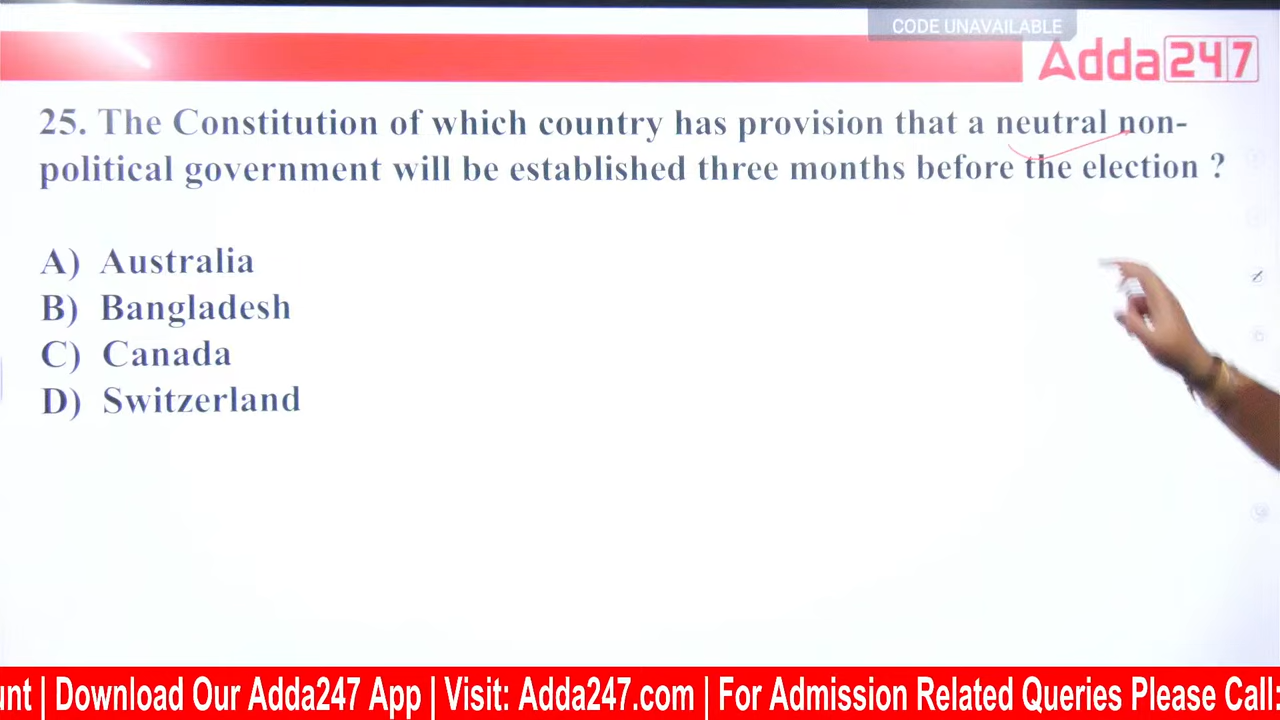 CODE UNAVAILABLE
Adda247
25. The Constitution of which country has provision that a neutral non-
political government will be established three months before the election ?
A) Australia
B) Bangladesh
C) Canada
D) Switzerland
| Download Our Adda247 App | Visit: Adda247.com | For Admission Related Queries Please Call: